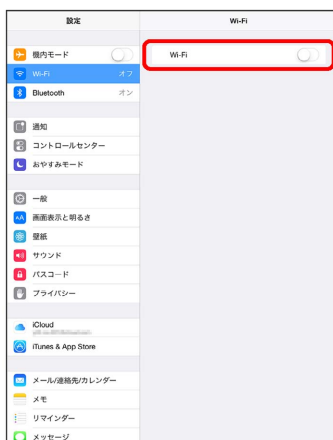 設定
Wi-Fi
機内モード
Wi-Fi オフ
Bluetooth オン
通知
コントロールセンター
おやすみモード
一般
AA 画面表示と明るさ
壁紙
サウンド
パスコード
プライバシー
iCloud
iTunes & App Store
メール/連絡先/カレンダー
メモ
リマインダー
メッセージ
Wi-Fi